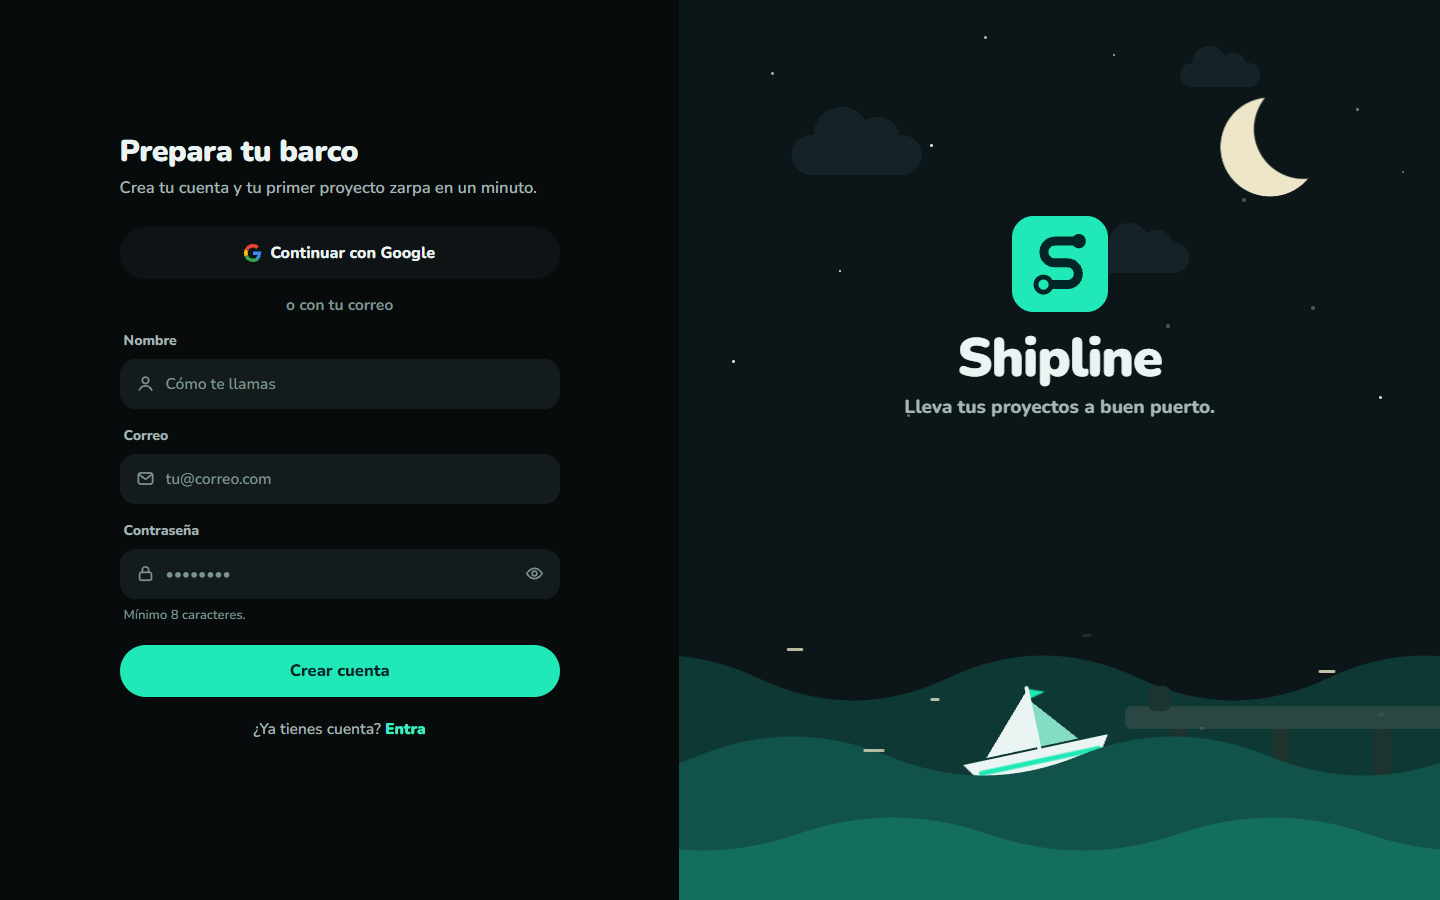 Prepara tu barco
Crea tu cuenta y tu primer proyecto zarpa en un minuto.
Continuar con Google
o con tu correo
Nombre
Cómo te llamas
Correo
tu@correo.com
Contraseña
••••••••
Mínimo 8 caracteres.
Crear cuenta
¿Ya tienes cuenta? Entra
Shipline
Lleva tus proyectos a buen puerto.